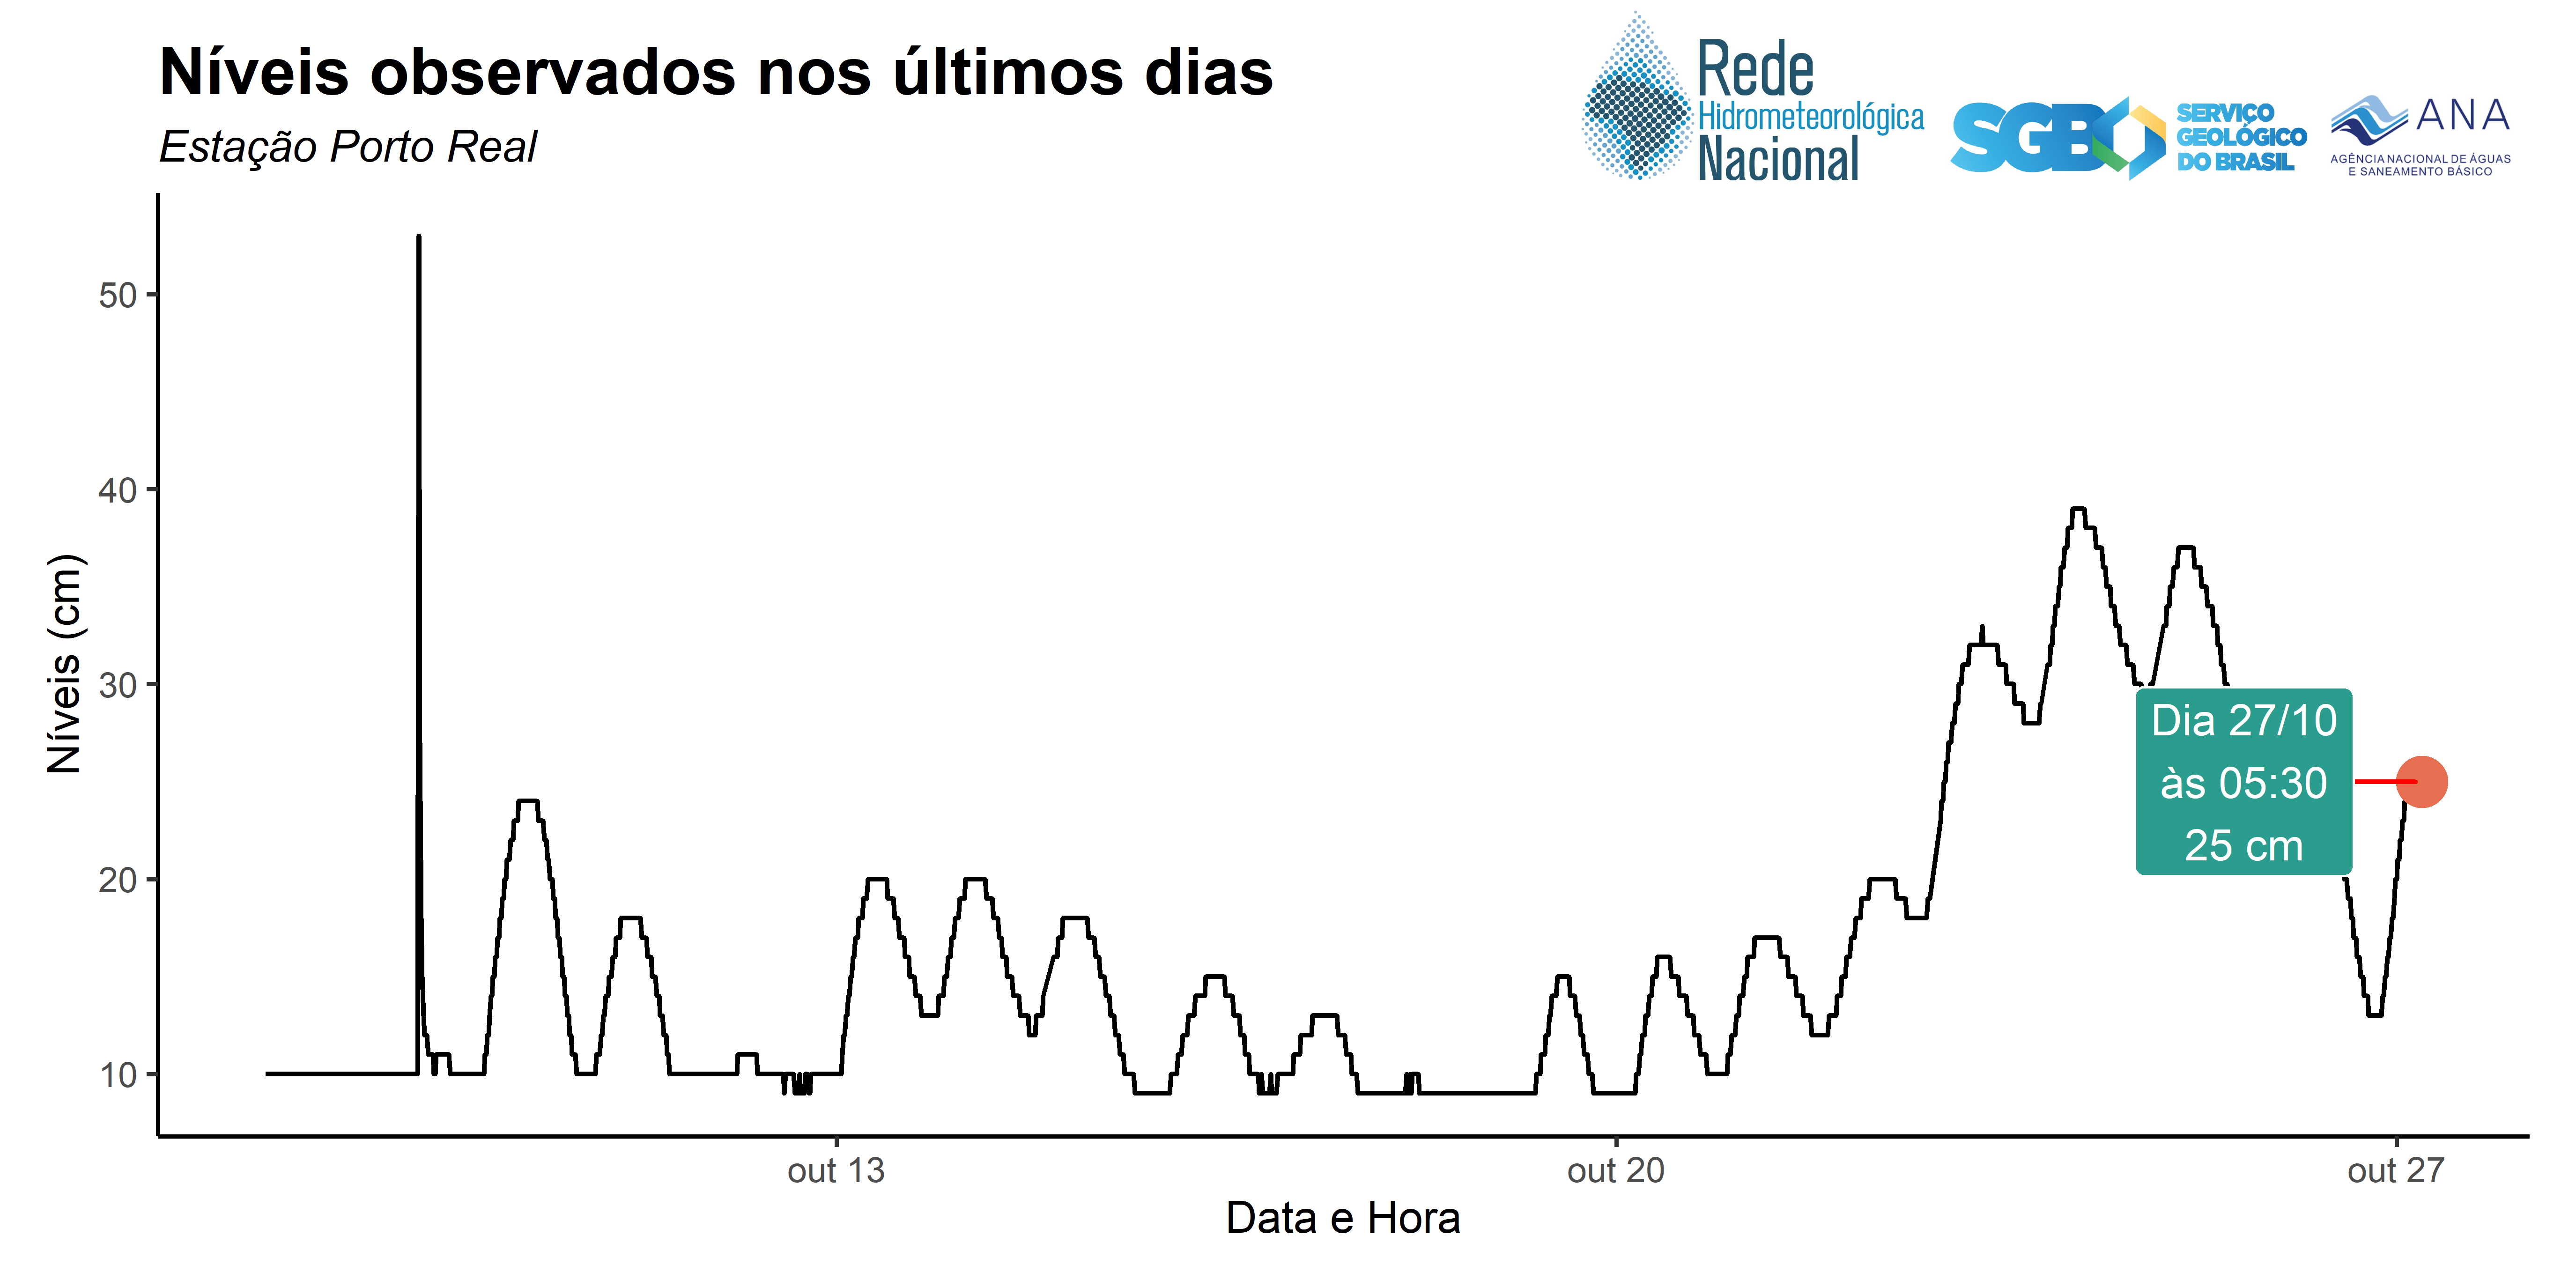 Níveis observados nos últimos dias
Estação Porto Real
Rede
Hidrometeorológica
Nacional
SGB
SERVIÇO
GEOLÓGICO
DO BRASIL
ANA
AGÊNCIA NACIONAL DE ÁGUAS
E SANEAMENTO BÁSICO
Níveis (cm)
50
40
30
20
10
Dia 27/10
às 05:30
25 cm
out 13
out 20
out 27
Data e Hora